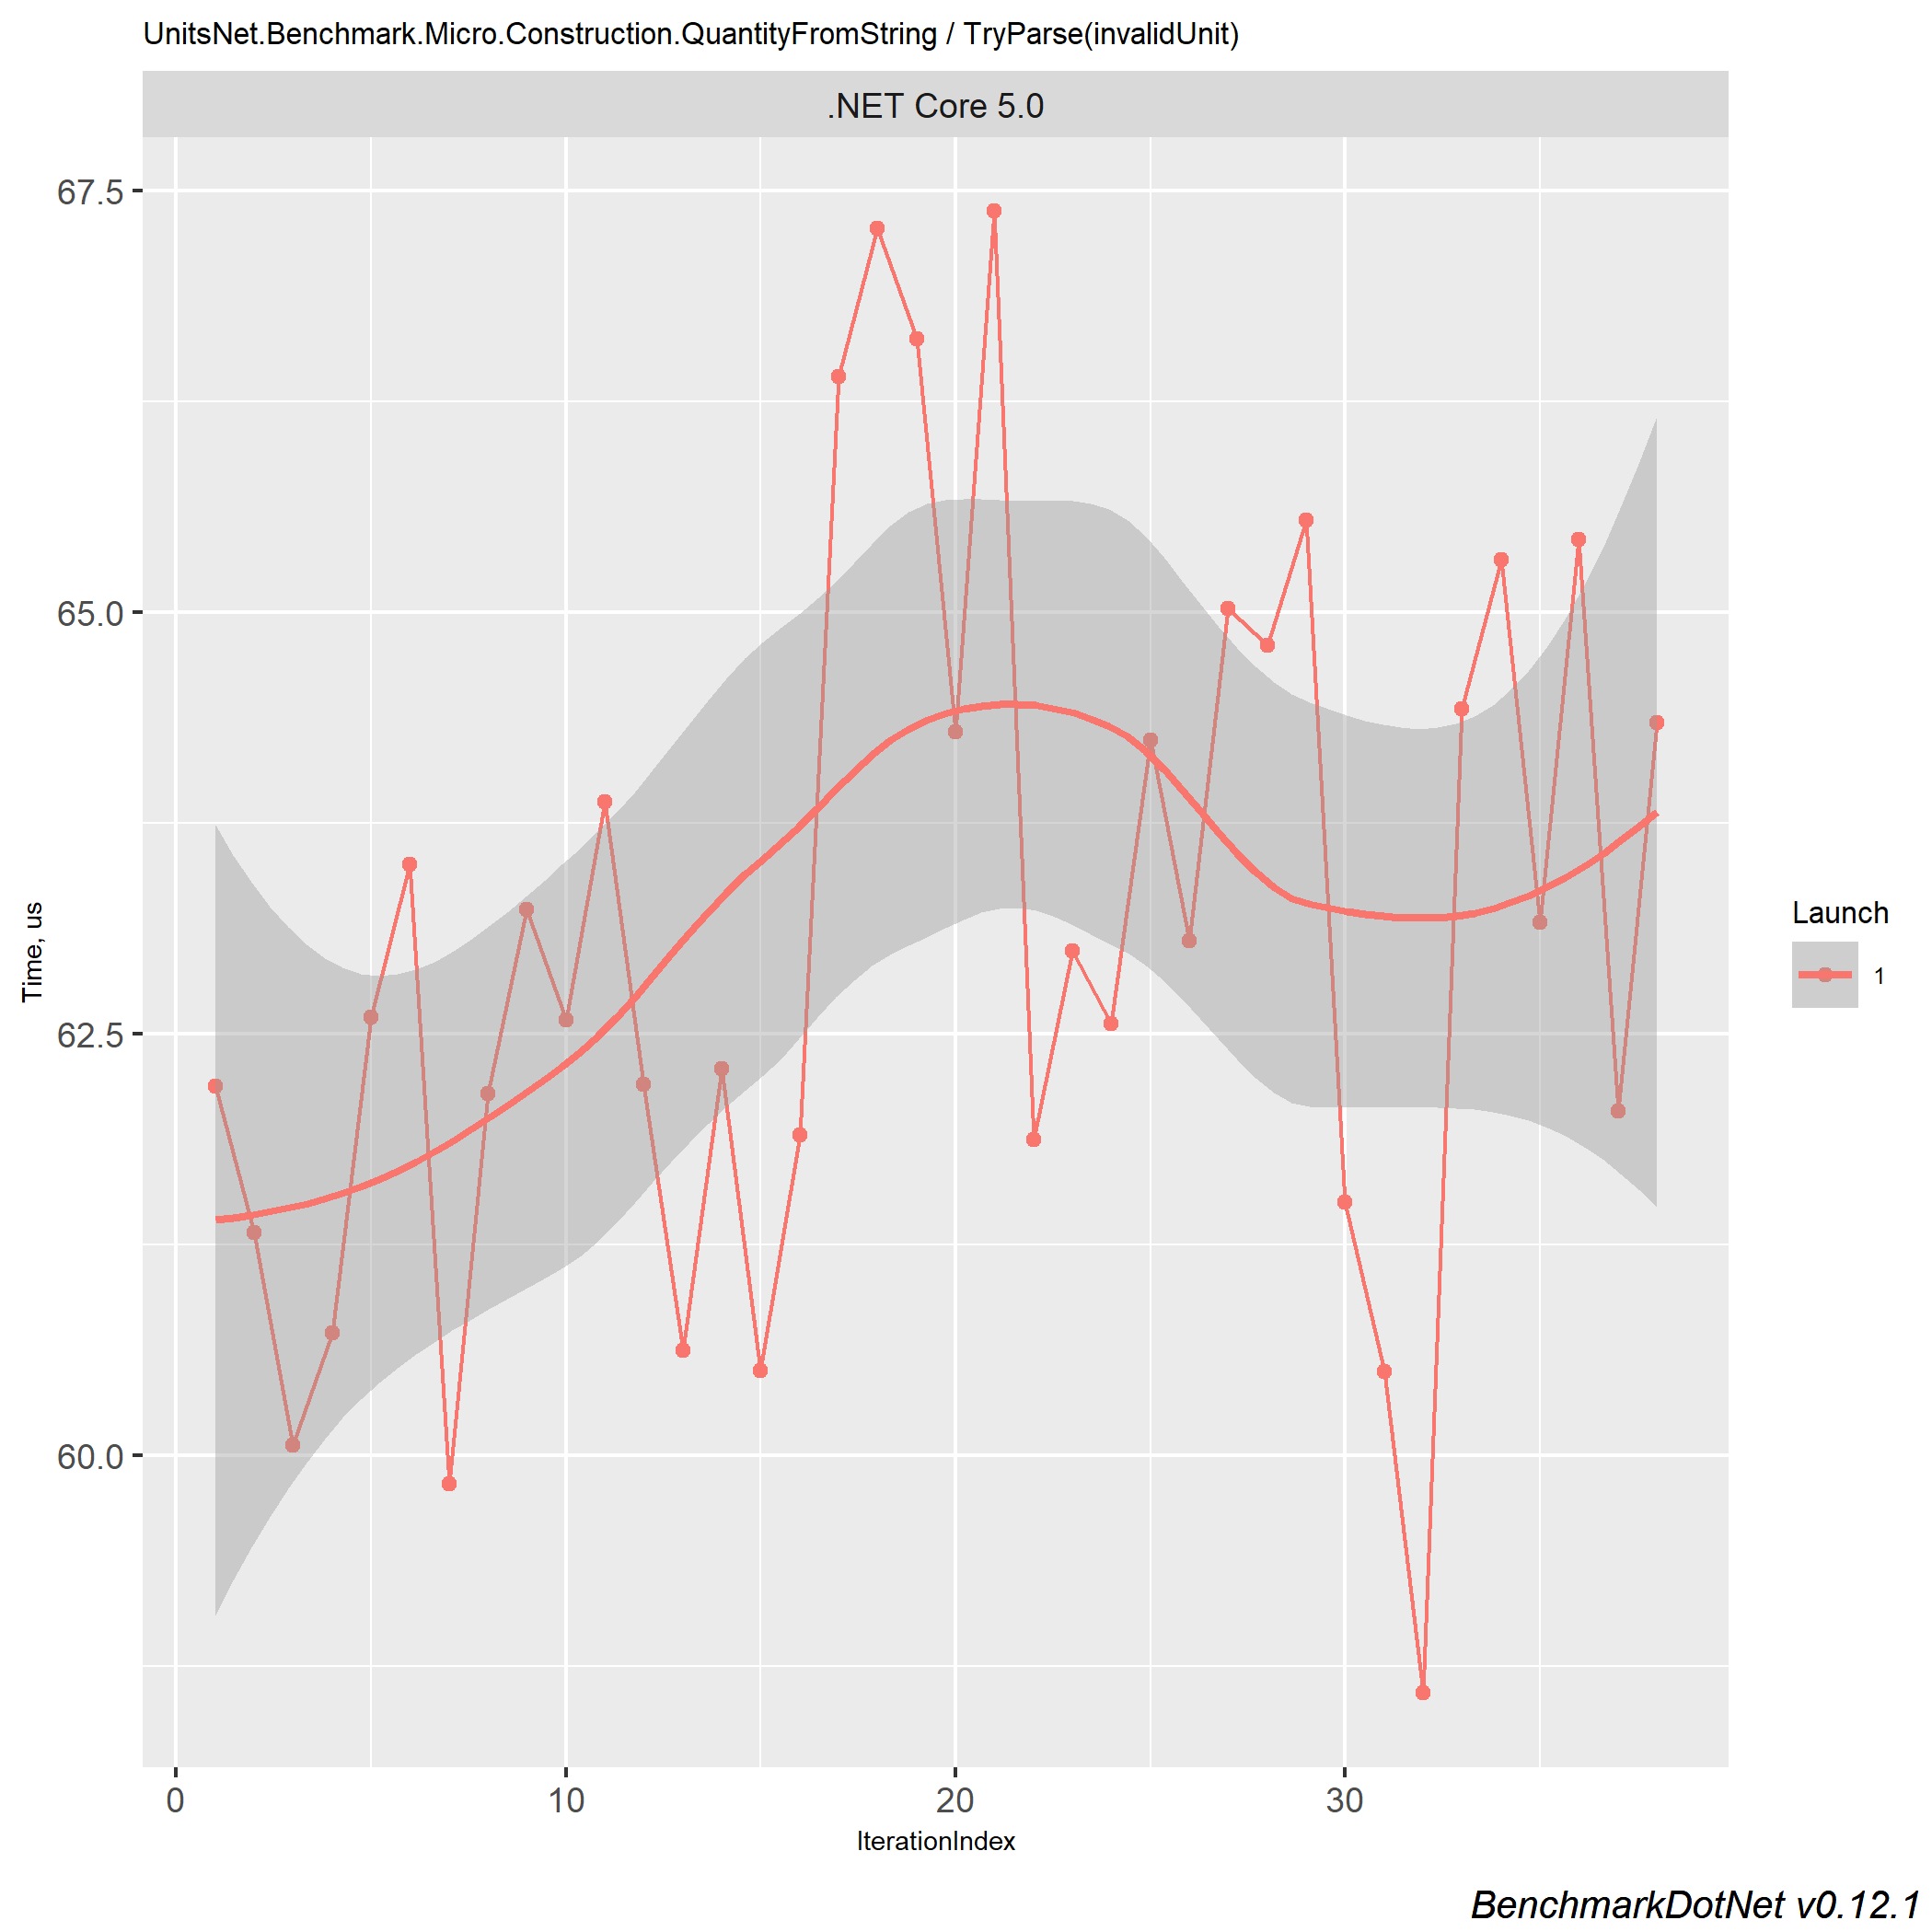 UnitsNet.Benchmark.Micro.Construction.QuantityFromString / TryParse(invalidUnit)
.NET Core 5.0
67.5
65.0
62.5
60.0
Time, us
0 10 20 30
IterationIndex
Launch
1
BenchmarkDotNet v0.12.1